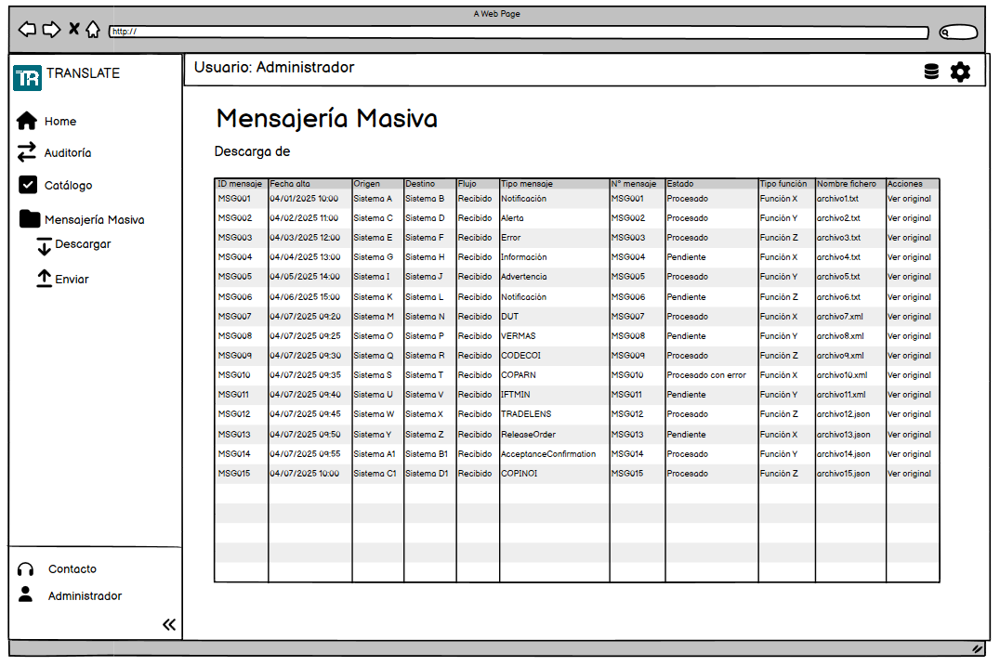 A Web Page
http://
TR TRANSLATE
Usuario: Administrador
Home
Auditoría
Catálogo
Mensajería Masiva
Descargar
Enviar
Contacto
Administrador
Mensajería Masiva
Descarga de
ID mensaje Fecha alta Origen Destino Flujo Tipo mensaje N° mensaje Estado Tipo función Nombre fichero Acciones
MSG001 04/01/2025 10:00 Sistema A Sistema B Recibido Notificación MSG001 Procesado Función X archivo1.txt Ver original
MSG002 04/02/2025 11:00 Sistema C Sistema D Recibido Alerta MSG002 Procesado Función Y archivo2.txt Ver original
MSG003 04/03/2025 12:00 Sistema E Sistema F Recibido Error MSG003 Procesado Función Z archivo3.txt Ver original
MSG004 04/04/2025 13:00 Sistema G Sistema H Recibido Información MSG004 Pendiente Función X archivo4.txt Ver original
MSG005 04/05/2025 14:00 Sistema I Sistema J Recibido Advertencia MSG005 Procesado Función Y archivo5.txt Ver original
MSG006 04/06/2025 15:00 Sistema K Sistema L Recibido Notificación MSG006 Pendiente Función Z archivo6.txt Ver original
MSG007 04/07/2025 09:20 Sistema M Sistema N Recibido DUT MSG007 Procesado Función X archivo7.xml Ver original
MSG008 04/07/2025 09:25 Sistema O Sistema P Recibido VERMAS MSG008 Pendiente Función Y archivo8.xml Ver original
MSG009 04/07/2025 09:30 Sistema Q Sistema R Recibido CODECOI MSG009 Procesado Función Z archivo9.xml Ver original
MSG010 04/07/2025 09:35 Sistema S Sistema T Recibido COPARN MSG010 Procesado con error Función X archivo10.xml Ver original
MSG011 04/07/2025 09:40 Sistema U Sistema V Recibido IFTMIN MSG011 Pendiente Función Y archivo11.xml Ver original
MSG012 04/07/2025 09:45 Sistema W Sistema X Recibido TRADELENS MSG012 Procesado Función Z archivo12.json Ver original
MSG013 04/07/2025 09:50 Sistema Y Sistema Z Recibido ReleaseOrder MSG013 Pendiente Función X archivo13.json Ver original
MSG014 04/07/2025 09:55 Sistema A1 Sistema B1 Recibido AcceptanceConfirmation MSG014 Procesado Función Y archivo14.json Ver original
MSG015 04/07/2025 10:00 Sistema C1 Sistema D1 Recibido COPINOI MSG015 Procesado Función Z archivo15.json Ver original